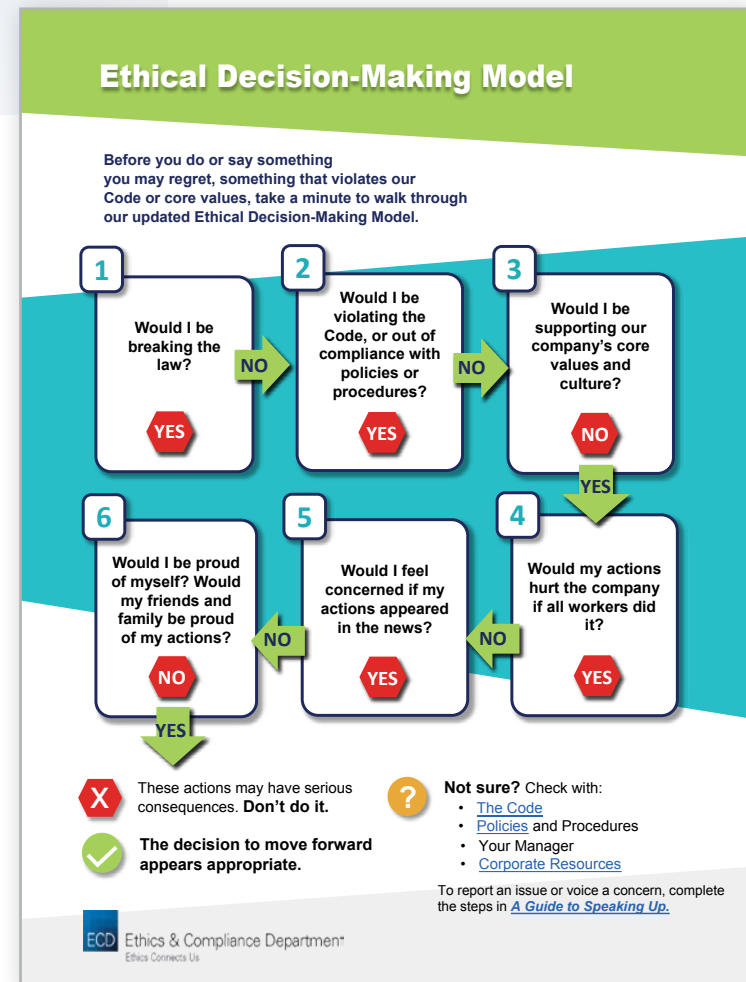 Ethical Decision-Making Model
Before you do or say something
you may regret, something that violates our
Code or core values, take a minute to walk through
our updated Ethical Decision-Making Model.
1
Would I be
breaking the
law?
YES
NO
2
Would I be
violating the
Code, or out of
compliance with
policies or
procedures?
YES
NO
3
Would I be
supporting our
company's core
values and
culture?
NO
YES
4
Would my actions
hurt the company
if all workers did
it?
YES
NO
5
Would I feel
concerned if my
actions appeared
in the news?
YES
NO
6
Would I be proud
of myself? Would
my friends and
family be proud
of my actions?
NO
YES
X
These actions may have serious
consequences. Don't do it.
The decision to move forward
appears appropriate.
?
Not sure? Check with:
• The Code
• Policies and Procedures
• Your Manager
• Corporate Resources
To report an issue or voice a concern, complete
the steps in A Guide to Speaking Up.
ECD Ethics & Compliance Department
Ethics Connects Us